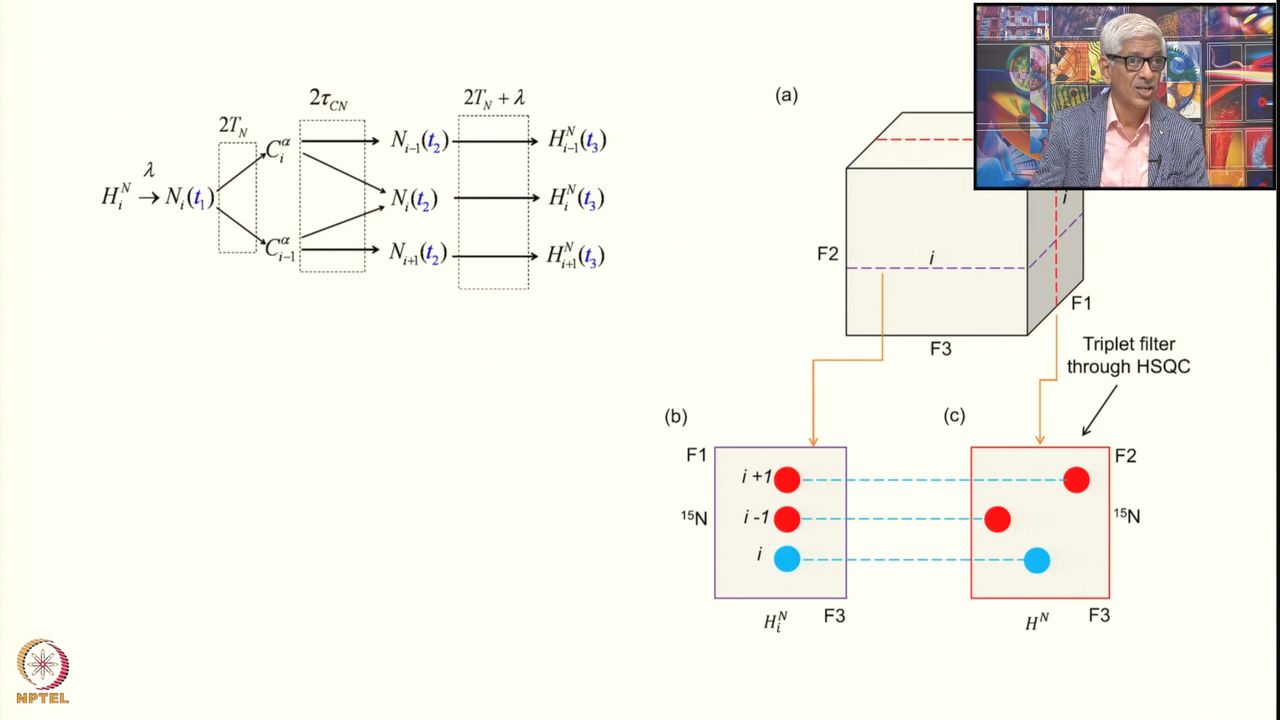 2T_N
2τ_CN
2T_N + λ
λ
H_i^N → N_i(t_1)
C_i^α
C_{i-1}^α
N_{i-1}(t_2)
N_i(t_2)
N_{i+1}(t_2)
H_{i-1}^N(t_3)
H_i^N(t_3)
H_{i+1}^N(t_3)
(a)
i
F2
i
F1
F3
Triplet filter
through HSQC
(b)
F1
i +1
15N
i -1
i
H_i^N
F3
(c)
F2
15N
H^N
F3
NPTEL